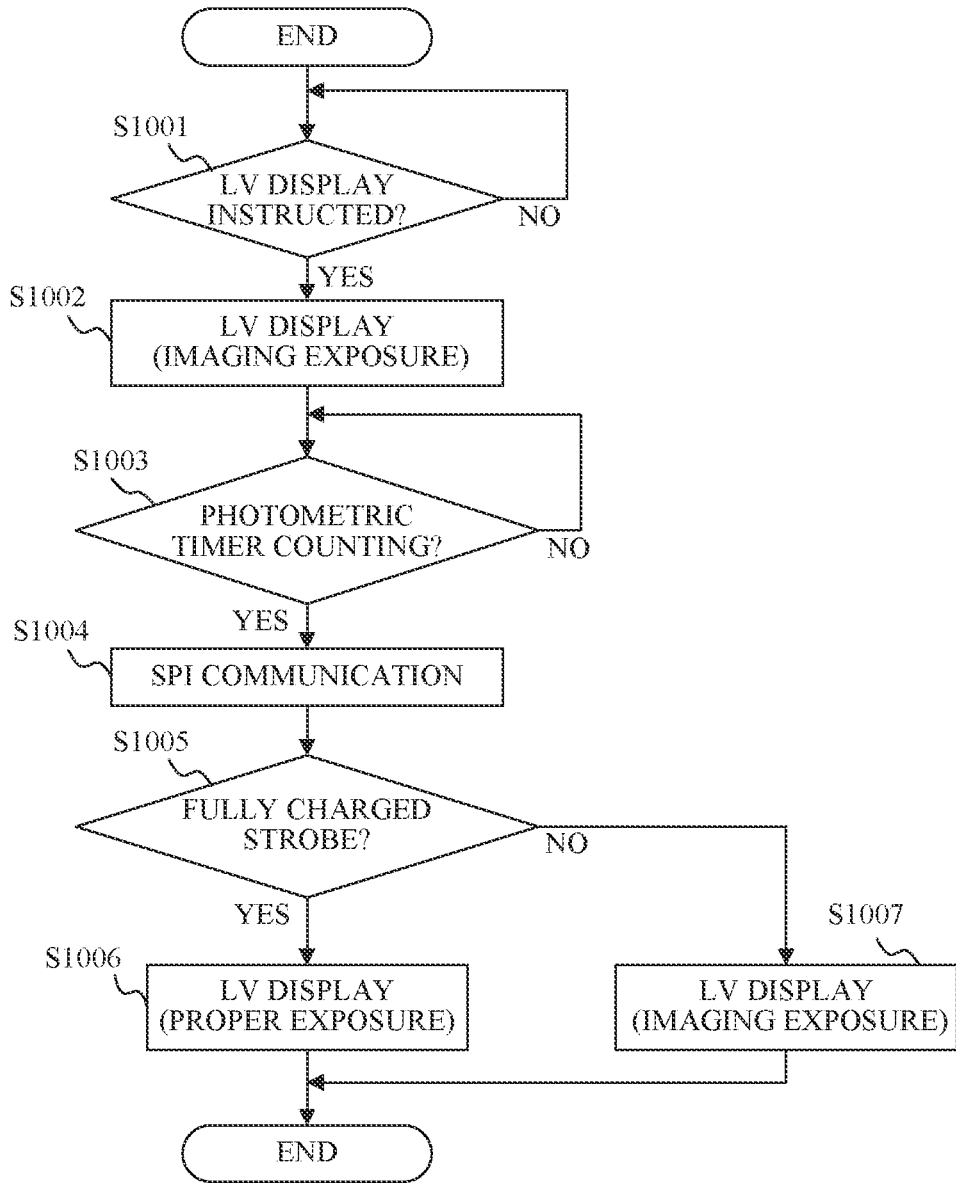 END
S1001
LV DISPLAY
INSTRUCTED?
NO
YES
S1002
LV DISPLAY
(IMAGING EXPOSURE)
S1003
PHOTOMETRIC
TIMER COUNTING?
NO
YES
S1004
SPI COMMUNICATION
S1005
FULLY CHARGED
STROBE?
NO
YES
S1006
LV DISPLAY
(PROPER EXPOSURE)
S1007
LV DISPLAY
(IMAGING EXPOSURE)
END